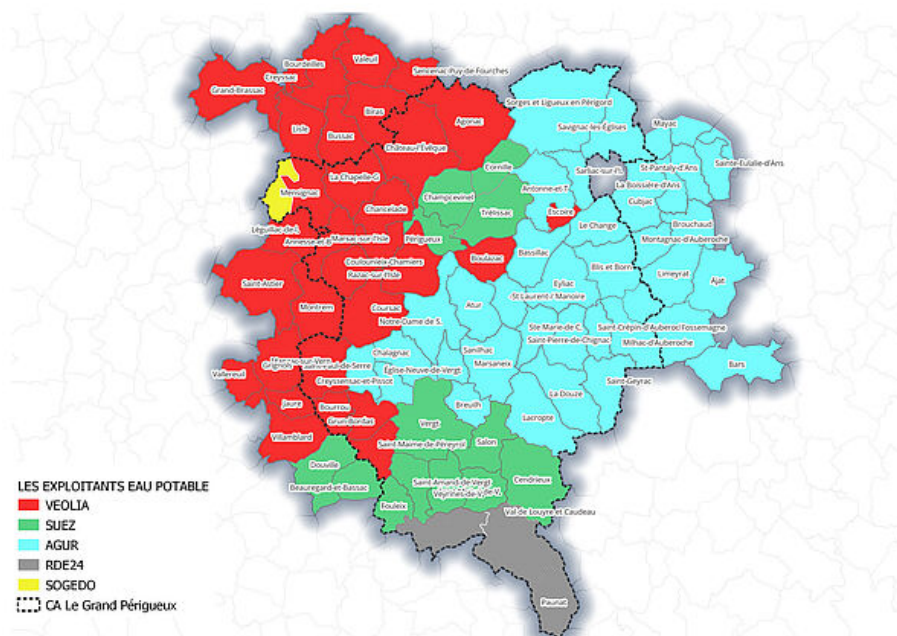 Bourdeilles
Valeuil
Creyssac
Sencenac-Puy-de-Fourches
Grand-Brassac
Sorges et Ligueux en Périgord
Biras
Agonac
Mayac
Lisle
Bussac
Savignac-les-Églises
Château-l'Évêque
Cornille
Sarliac-sur-l'I.
St-Pantaly-d'Ans
Sainte-Eulalie-d'Ans
La Chapelle-G
Mensignac
Antonne-et-T.
La Boissière-d'Ans
Champcevinel
Cubjac
Chancelade
Trélissac
Escoire
Léguillac-de-l.
Le Change
Brouchaud
Annesse-et-B
Marsac-sur-l'Isle
Périgueux
Montagnac-d'Auberoche
Bassillac
Coulounieix-Chamiers
Boulazac
Razac-sur-l'Isle
Blis et Born
Limeyrat
Saint-Astier
Eyliac
Ajat
St Laurent / Manoire
Montrem
Coursac
Atur
Notre-Dame de S.
Ste Marie-de C.
Saint-Crépin-d'Auberoc
Fossemagne
Saint-Pierre-de-Chignac
Milhac-d'Auberoche
Chalagnac
Sanilhac
Grignols
Marsaneix
Bars
Vallereuil
Église-Neuve-de-Vergt
Creyssensac-et-Pissot
Saint-Geyrac
La Douze
Jaure
Bourrou
Breuilh
Lacropte
Grun-Bordas
Vergt
Villamblard
Saint-Maime-de-Péreyrol
Salon
Douville
Beauregard-et-Bassac
Saint-Amand-de-Vergt
Cendrieux
Veyrines-de-V.
Fouleix
Val de Louyre et Caudeau
Paunat
LES EXPLOITANTS EAU POTABLE
VEOLIA
SUEZ
AGUR
RDE24
SOGEDO
CA Le Grand Périgueux